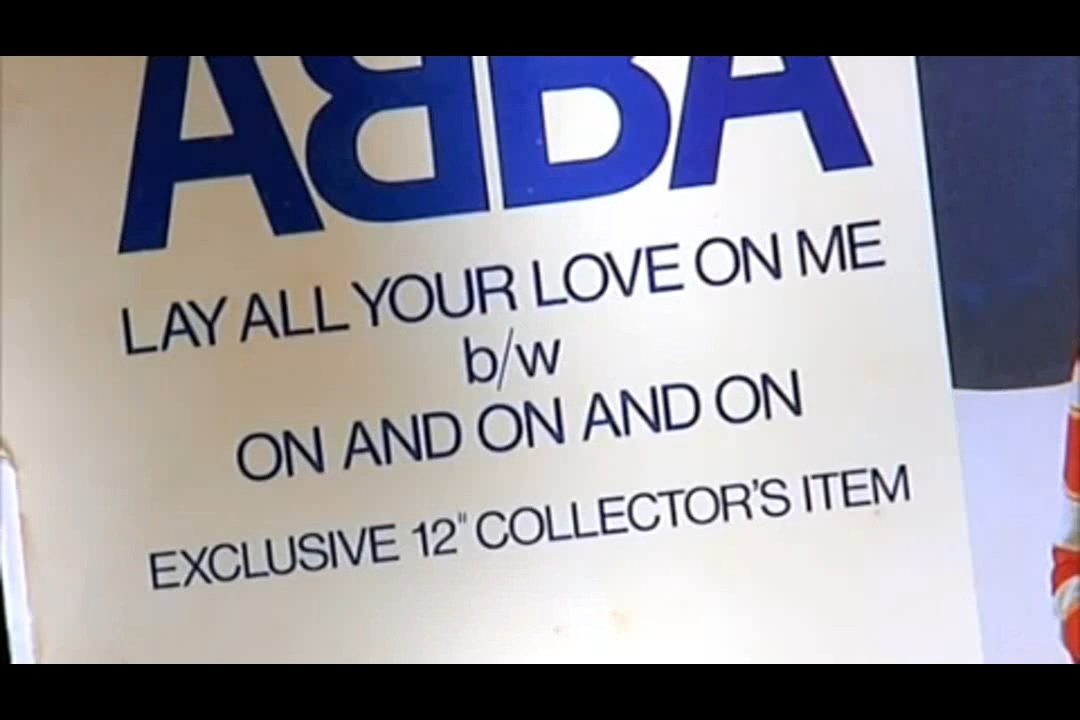 ABBA
LAY ALL YOUR LOVE ON ME
b/w
ON AND ON AND ON
EXCLUSIVE 12" COLLECTOR'S ITEM